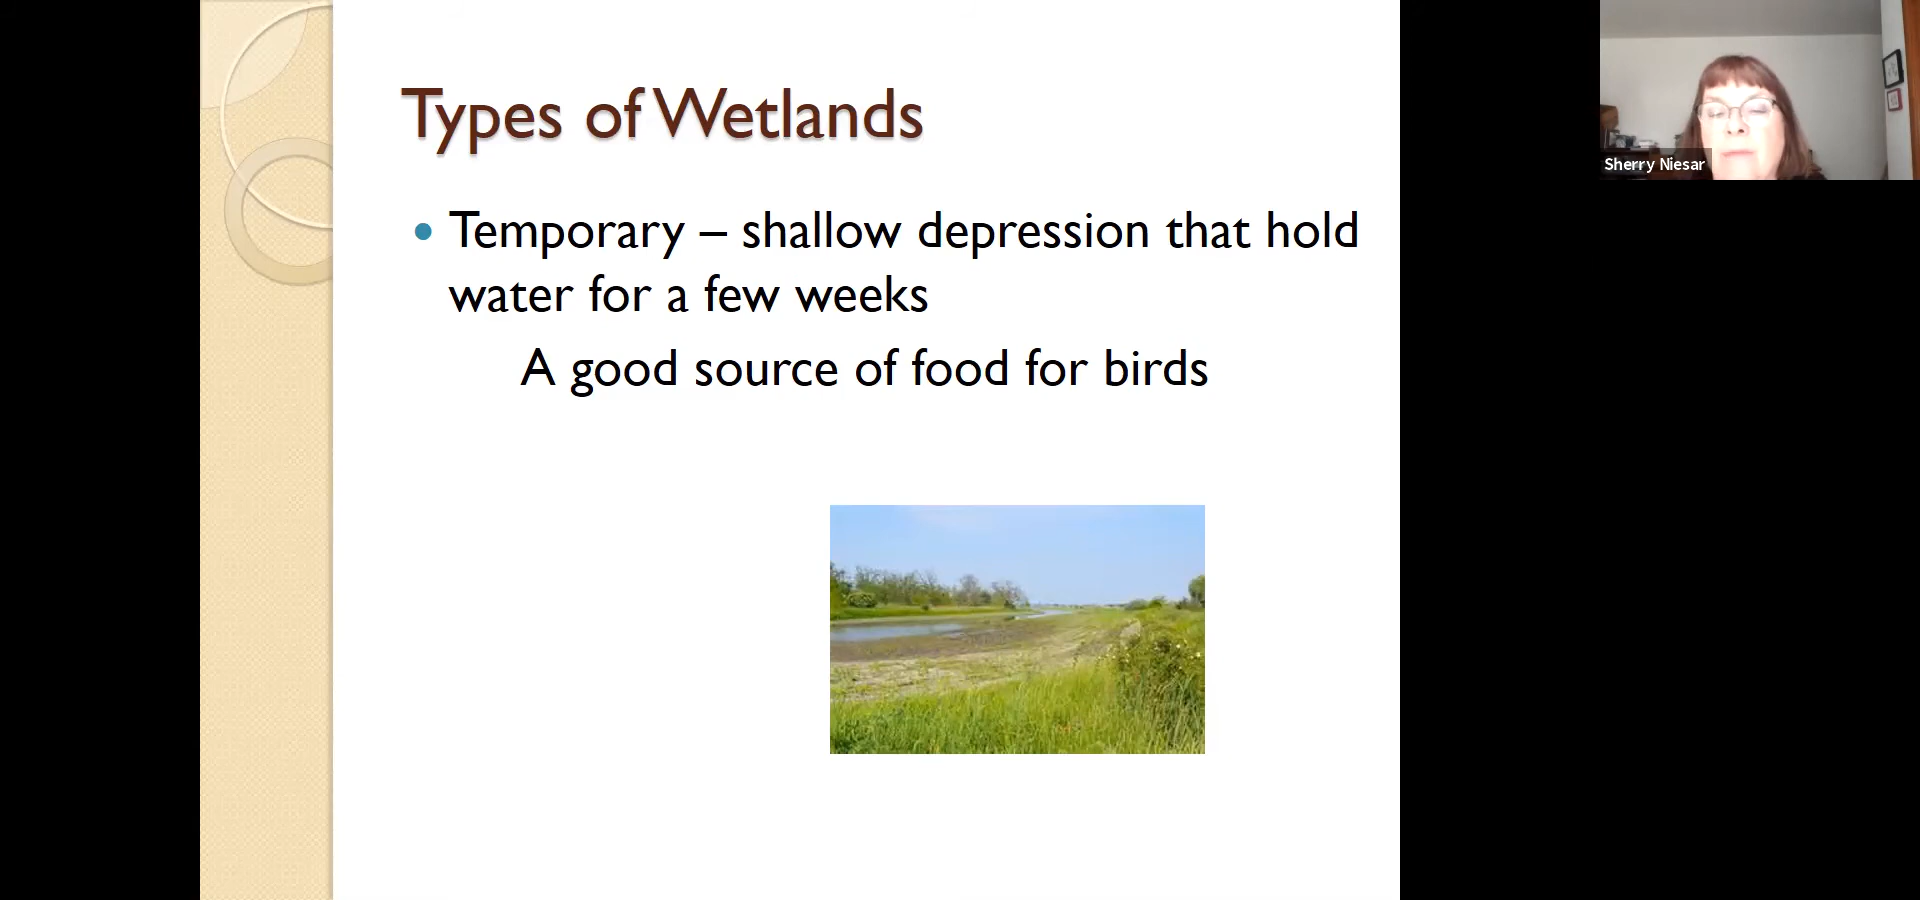 Types of Wetlands
Sherry Niesar
• Temporary – shallow depression that hold
water for a few weeks
A good source of food for birds